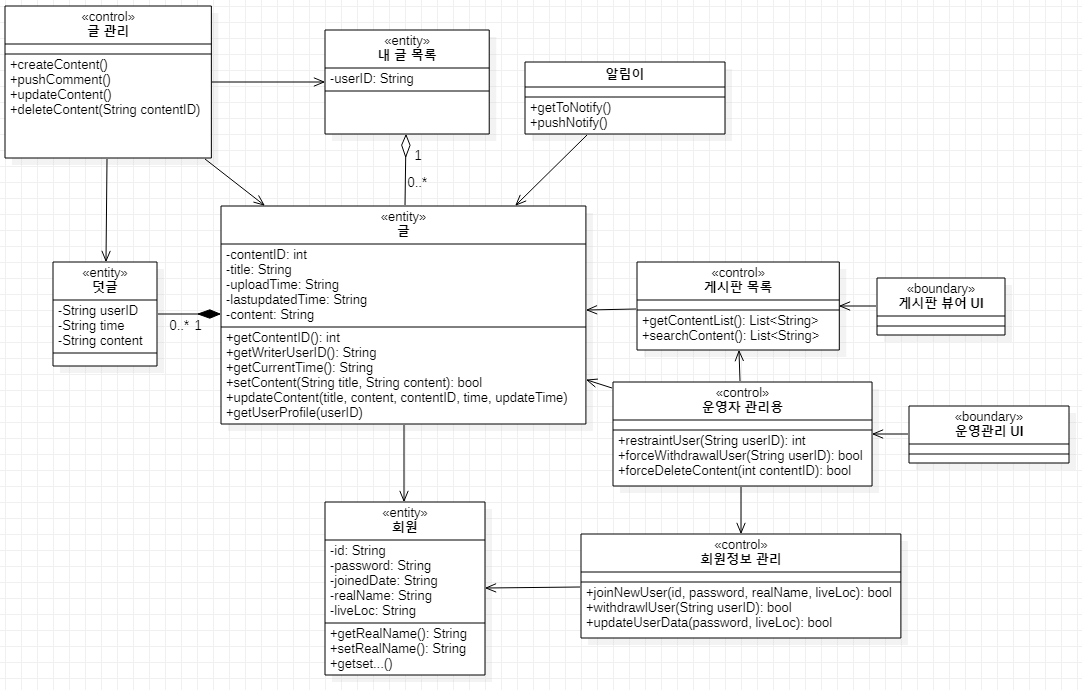 «control»
글 관리
+createContent()
+pushComment()
+updateContent()
+deleteContent(String contentID)
«entity»
내 글 목록
-userID: String
알림이
+getToNotify()
+pushNotify()
1
0..*
«entity»
글
-contentID: int
-title: String
-uploadTime: String
-lastupdatedTime: String
-content: String
+getContentID(): int
+getWriterUserID(): String
+getCurrentTime(): String
+setContent(String title, String content): bool
+updateContent(title, content, contentID, time, updateTime)
+getUserProfile(userID)
«entity»
덧글
-String userID
-String time
-String content
0..* 1
«control»
게시판 목록
+getContentList(): List<String>
+searchContent(): List<String>
«boundary»
게시판 뷰어 UI
«control»
운영자 관리용
+restraintUser(String userID): int
+forceWithdrawalUser(String userID): bool
+forceDeleteContent(int contentID): bool
«boundary»
운영관리 UI
«entity»
회원
-id: String
-password: String
-joinedDate: String
-realName: String
-liveLoc: String
+getRealName(): String
+setRealName(): String
+getset...()
«control»
회원정보 관리
+joinNewUser(id, password, realName, liveLoc): bool
+withdrawlUser(String userID): bool
+updateUserData(password, liveLoc): bool